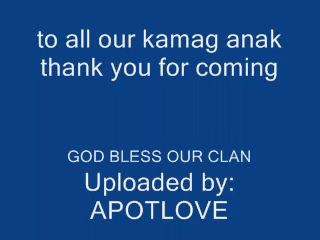 to all our kamag anak
thank you for coming
GOD BLESS OUR CLAN
Uploaded by:
APOTLOVE